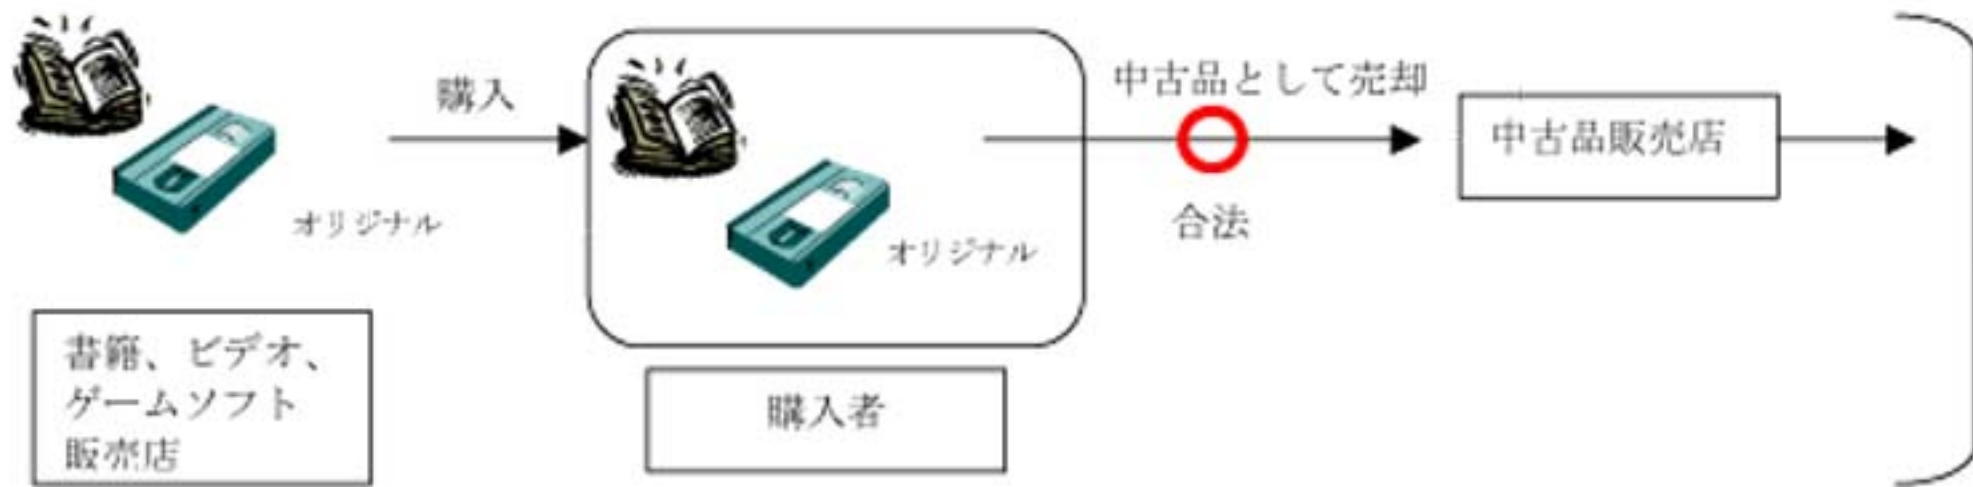 購入
オリジナル
書籍、ビデオ、
ゲームソフト
販売店
オリジナル
購入者
中古品として売却
合法
中古品販売店